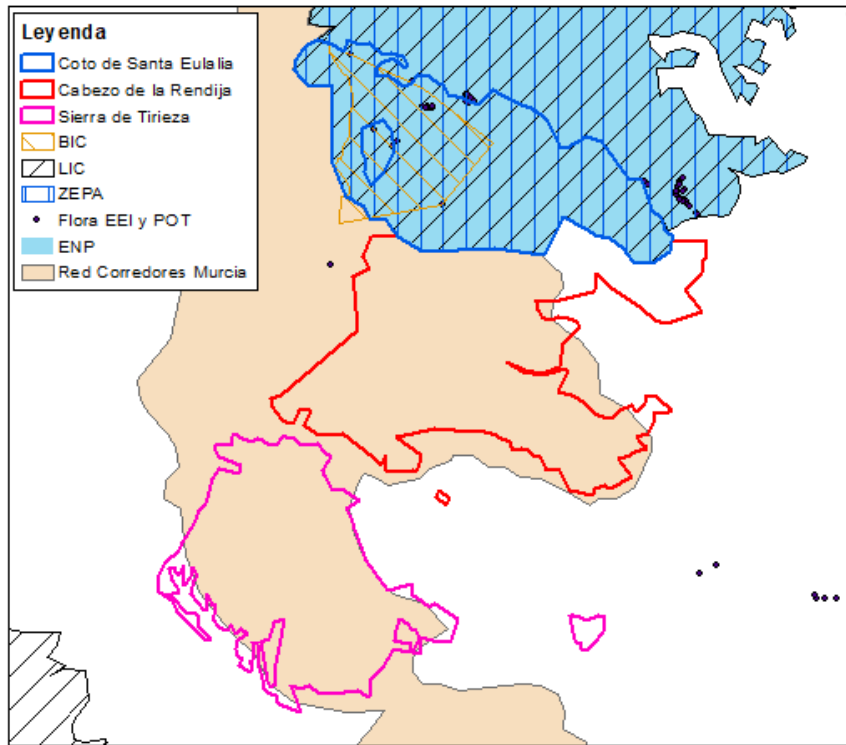 Leyenda
Coto de Santa Eulalia
Cabezo de la Rendija
Sierra de Tirieza
BIC
LIC
ZEPA
Flora EEI y POT
ENP
Red Corredores Murcia